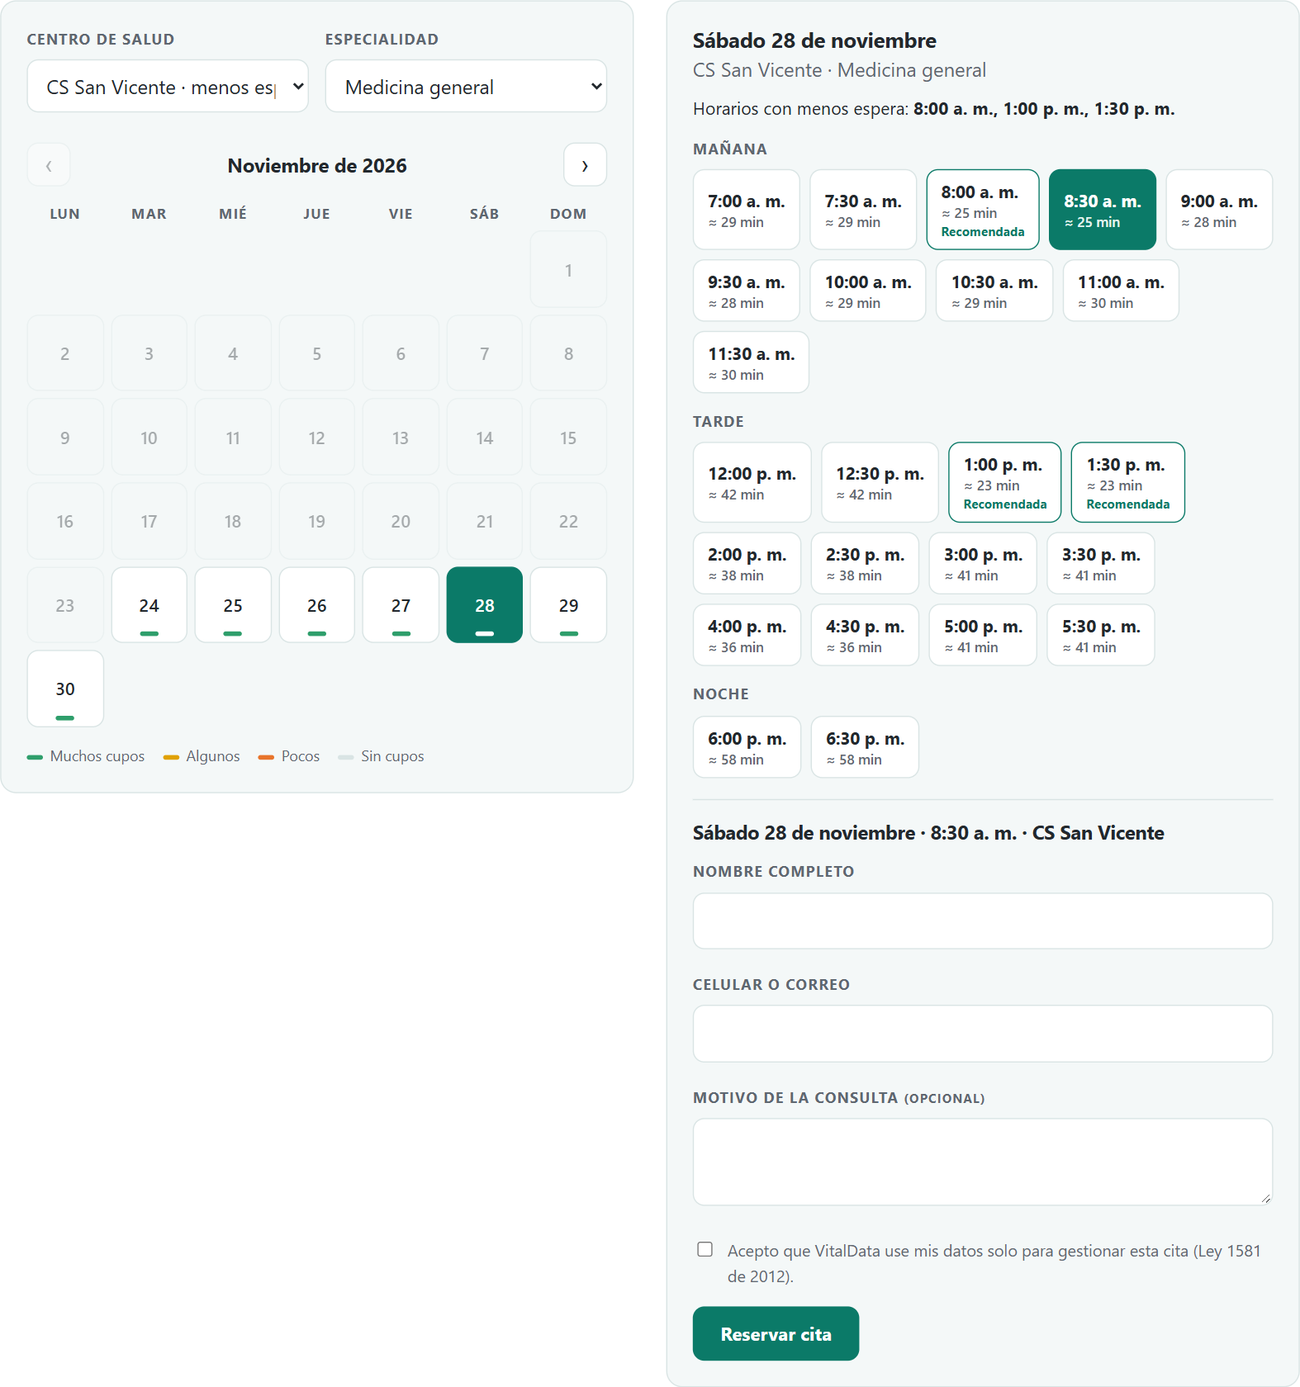 CENTRO DE SALUD
ESPECIALIDAD
CS San Vicente · menos es
Medicina general
‹
Noviembre de 2026
›
LUN MAR MIÉ JUE VIE SÁB DOM
1
2 3 4 5 6 7 8
9 10 11 12 13 14 15
16 17 18 19 20 21 22
23 24 25 26 27 28 29
30
Muchos cupos Algunos Pocos Sin cupos
Sábado 28 de noviembre
CS San Vicente · Medicina general
Horarios con menos espera: 8:00 a. m., 1:00 p. m., 1:30 p. m.
MAÑANA
7:00 a. m.
≈ 29 min
7:30 a. m.
≈ 29 min
8:00 a. m.
≈ 25 min
Recomendada
8:30 a. m.
≈ 25 min
9:00 a. m.
≈ 28 min
9:30 a. m.
≈ 28 min
10:00 a. m.
≈ 29 min
10:30 a. m.
≈ 29 min
11:00 a. m.
≈ 30 min
11:30 a. m.
≈ 30 min
TARDE
12:00 p. m.
≈ 42 min
12:30 p. m.
≈ 42 min
1:00 p. m.
≈ 23 min
Recomendada
1:30 p. m.
≈ 23 min
Recomendada
2:00 p. m.
≈ 38 min
2:30 p. m.
≈ 38 min
3:00 p. m.
≈ 41 min
3:30 p. m.
≈ 41 min
4:00 p. m.
≈ 36 min
4:30 p. m.
≈ 36 min
5:00 p. m.
≈ 41 min
5:30 p. m.
≈ 41 min
NOCHE
6:00 p. m.
≈ 58 min
6:30 p. m.
≈ 58 min
Sábado 28 de noviembre · 8:30 a. m. · CS San Vicente
NOMBRE COMPLETO
CELULAR O CORREO
MOTIVO DE LA CONSULTA (OPCIONAL)
Acepto que VitalData use mis datos solo para gestionar esta cita (Ley 1581
de 2012).
Reservar cita